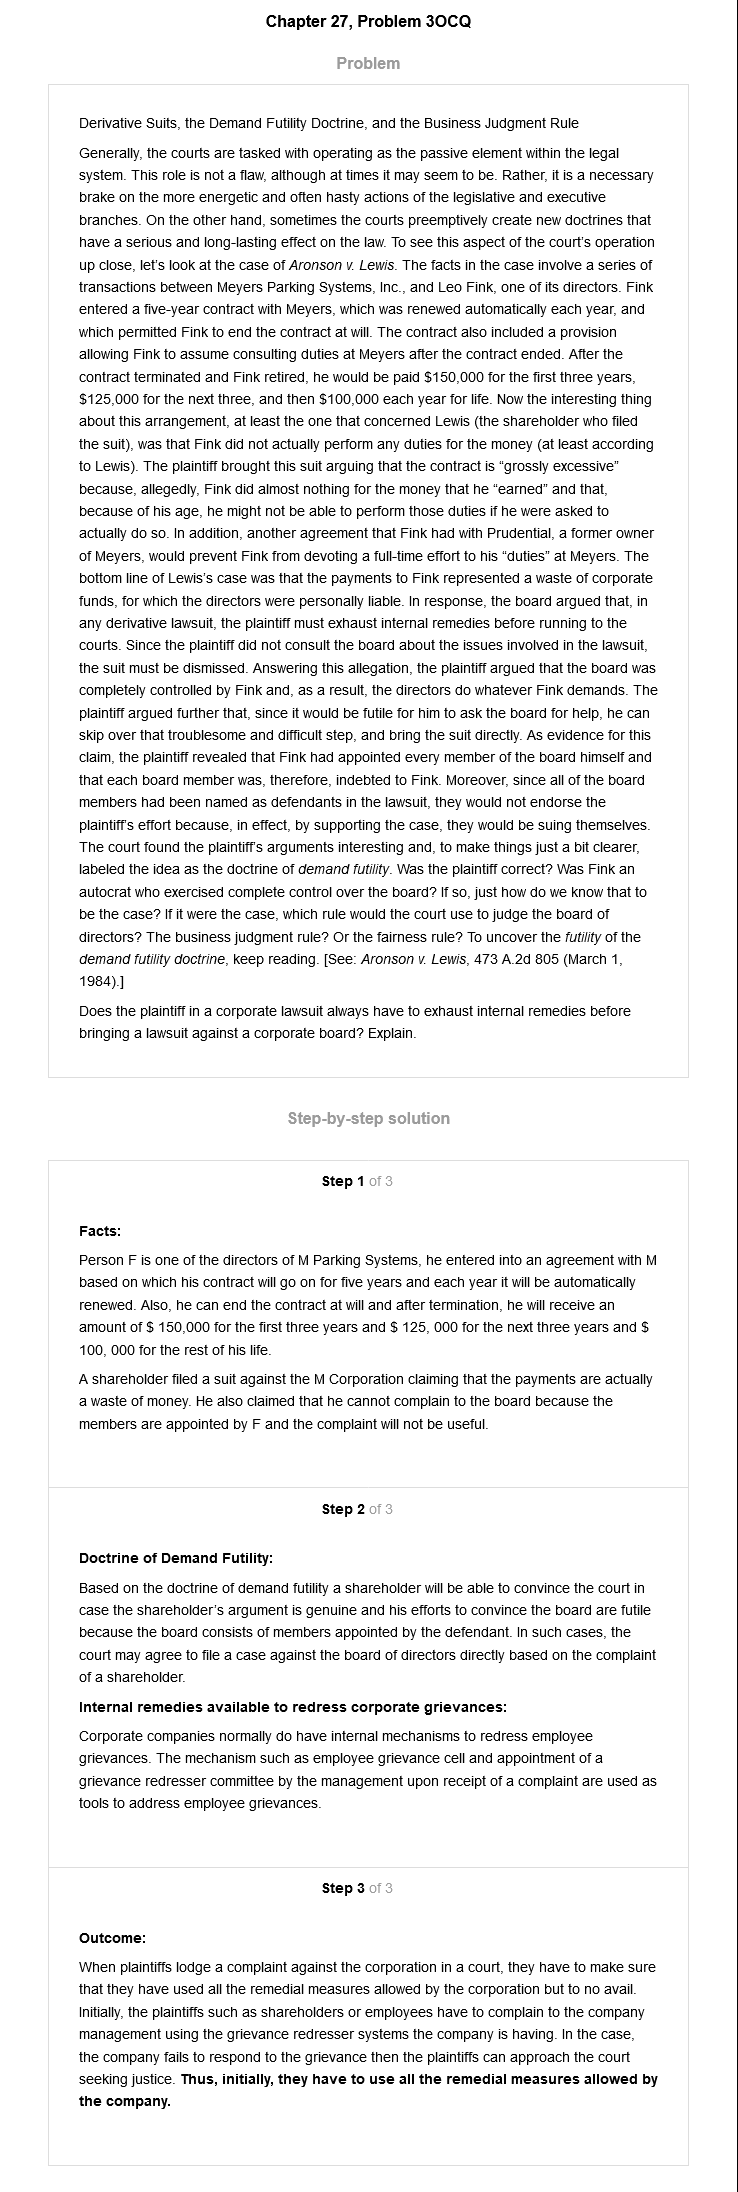 Chapter 27, Problem 3OCQ
Problem
Derivative Suits, the Demand Futility Doctrine, and the Business Judgment Rule
Generally, the courts are tasked with operating as the passive element within the legal
system. This role is not a flaw, although at times it may seem to be. Rather, it is a necessary
brake on the more energetic and often hasty actions of the legislative and executive
branches. On the other hand, sometimes the courts preemptively create new doctrines that
have a serious and long-lasting effect on the law. To see this aspect of the court's operation
up close, let's look at the case of Aronson v. Lewis. The facts in the case involve a series of
transactions between Meyers Parking Systems, Inc., and Leo Fink, one of its directors. Fink
entered a five-year contract with Meyers, which was renewed automatically each year, and
which permitted Fink to end the contract at will. The contract also included a provision
allowing Fink to assume consulting duties at Meyers after the contract ended. After the
contract terminated and Fink retired, he would be paid $150,000 for the first three years,
$125,000 for the next three, and then $100,000 each year for life. Now the interesting thing
about this arrangement, at least the one that concerned Lewis (the shareholder who filed
the suit), was that Fink did not actually perform any duties for the money (at least according
to Lewis). The plaintiff brought this suit arguing that the contract is “grossly excessive”
because, allegedly, Fink did almost nothing for the money that he “earned” and that,
because of his age, he might not be able to perform those duties if he were asked to
actually do so. In addition, another agreement that Fink had with Prudential, a former owner
of Meyers, would prevent Fink from devoting a full-time effort to his “duties” at Meyers. The
bottom line of Lewis's case was that the payments to Fink represented a waste of corporate
funds, for which the directors were personally liable. In response, the board argued that, in
any derivative lawsuit, the plaintiff must exhaust internal remedies before running to the
courts. Since the plaintiff did not consult the board about the issues involved in the lawsuit,
the suit must be dismissed. Answering this allegation, the plaintiff argued that the board was
completely controlled by Fink and, as a result, the directors do whatever Fink demands. The
plaintiff argued further that, since it would be futile for him to ask the board for help, he can
skip over that troublesome and difficult step, and bring the suit directly. As evidence for this
claim, the plaintiff revealed that Fink had appointed every member of the board himself and
that each board member was, therefore, indebted to Fink. Moreover, since all of the board
members had been named as defendants in the lawsuit, they would not endorse the
plaintiff's effort because, in effect, by supporting the case, they would be suing themselves.
The court found the plaintiff's arguments interesting and, to make things just a bit clearer,
labeled the idea as the doctrine of demand futility. Was the plaintiff correct? Was Fink an
autocrat who exercised complete control over the board? If so, just how do we know that to
be the case? If it were the case, which rule would the court use to judge the board of
directors? The business judgment rule? Or the fairness rule? To uncover the futility of the
demand futility doctrine, keep reading. [See: Aronson v. Lewis, 473 A.2d 805 (March 1,
1984).]
Does the plaintiff in a corporate lawsuit always have to exhaust internal remedies before
bringing a lawsuit against a corporate board? Explain.
Step-by-step solution
Step 1 of 3
Facts:
Person F is one of the directors of M Parking Systems, he entered into an agreement with M
based on which his contract will go on for five years and each year it will be automatically
renewed. Also, he can end the contract at will and after termination, he will receive an
amount of $ 150,000 for the first three years and $ 125, 000 for the next three years and $
100, 000 for the rest of his life.
A shareholder filed a suit against the M Corporation claiming that the payments are actually
a waste of money. He also claimed that he cannot complain to the board because the
members are appointed by F and the complaint will not be useful.
Step 2 of 3
Doctrine of Demand Futility:
Based on the doctrine of demand futility a shareholder will be able to convince the court in
case the shareholder's argument is genuine and his efforts to convince the board are futile
because the board consists of members appointed by the defendant. In such cases, the
court may agree to file a case against the board of directors directly based on the complaint
of a shareholder.
Internal remedies available to redress corporate grievances:
Corporate companies normally do have internal mechanisms to redress employee
grievances. The mechanism such as employee grievance cell and appointment of a
grievance redresser committee by the management upon receipt of a complaint are used as
tools to address employee grievances.
Step 3 of 3
Outcome:
When plaintiffs lodge a complaint against the corporation in a court, they have to make sure
that they have used all the remedial measures allowed by the corporation but to no avail.
Initially, the plaintiffs such as shareholders or employees have to complain to the company
management using the grievance redresser systems the company is having. In the case,
the company fails to respond to the grievance then the plaintiffs can approach the court
seeking justice. Thus, initially, they have to use all the remedial measures allowed by
the company.